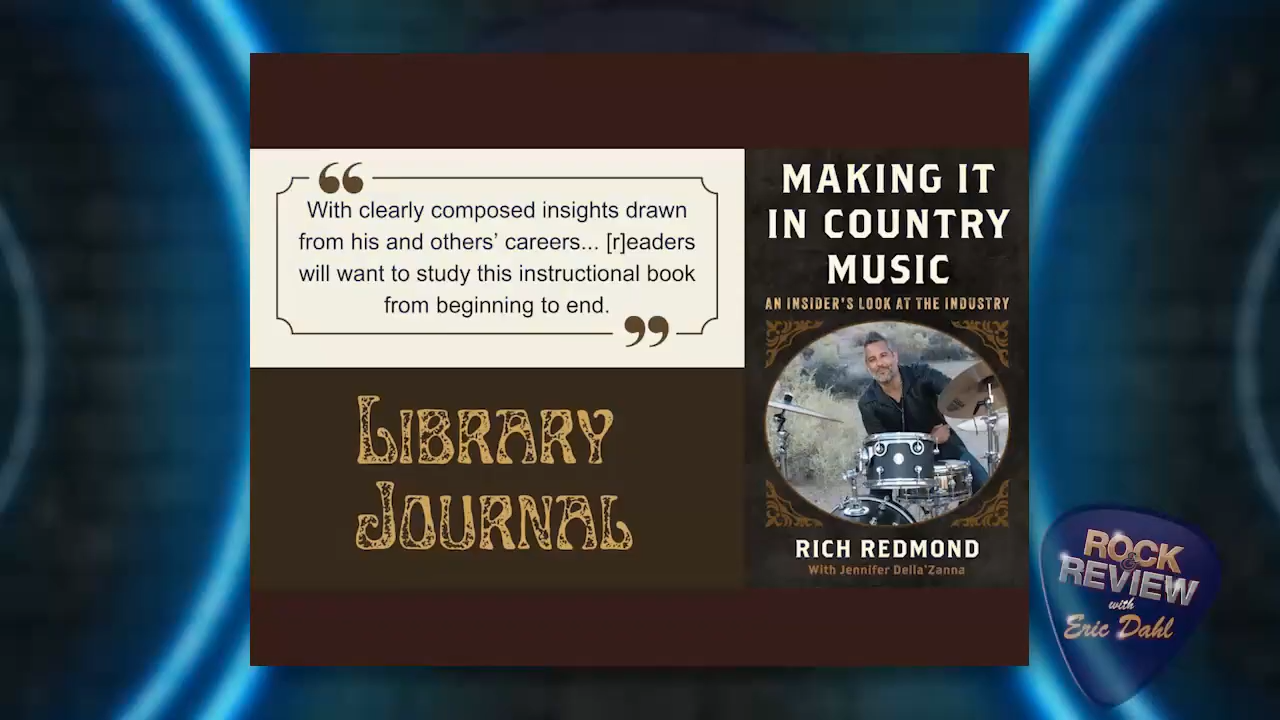 “
With clearly composed insights drawn
from his and others’ careers... [r]eaders
will want to study this instructional book
from beginning to end.
”
LIBRARY
JOURNAL
MAKING IT
IN COUNTRY
MUSIC
AN INSIDER'S LOOK AT THE INDUSTRY
RICH REDMOND
With Jennifer Della'Zanna
ROCK
&
REVIEW
with
Eric Dahl